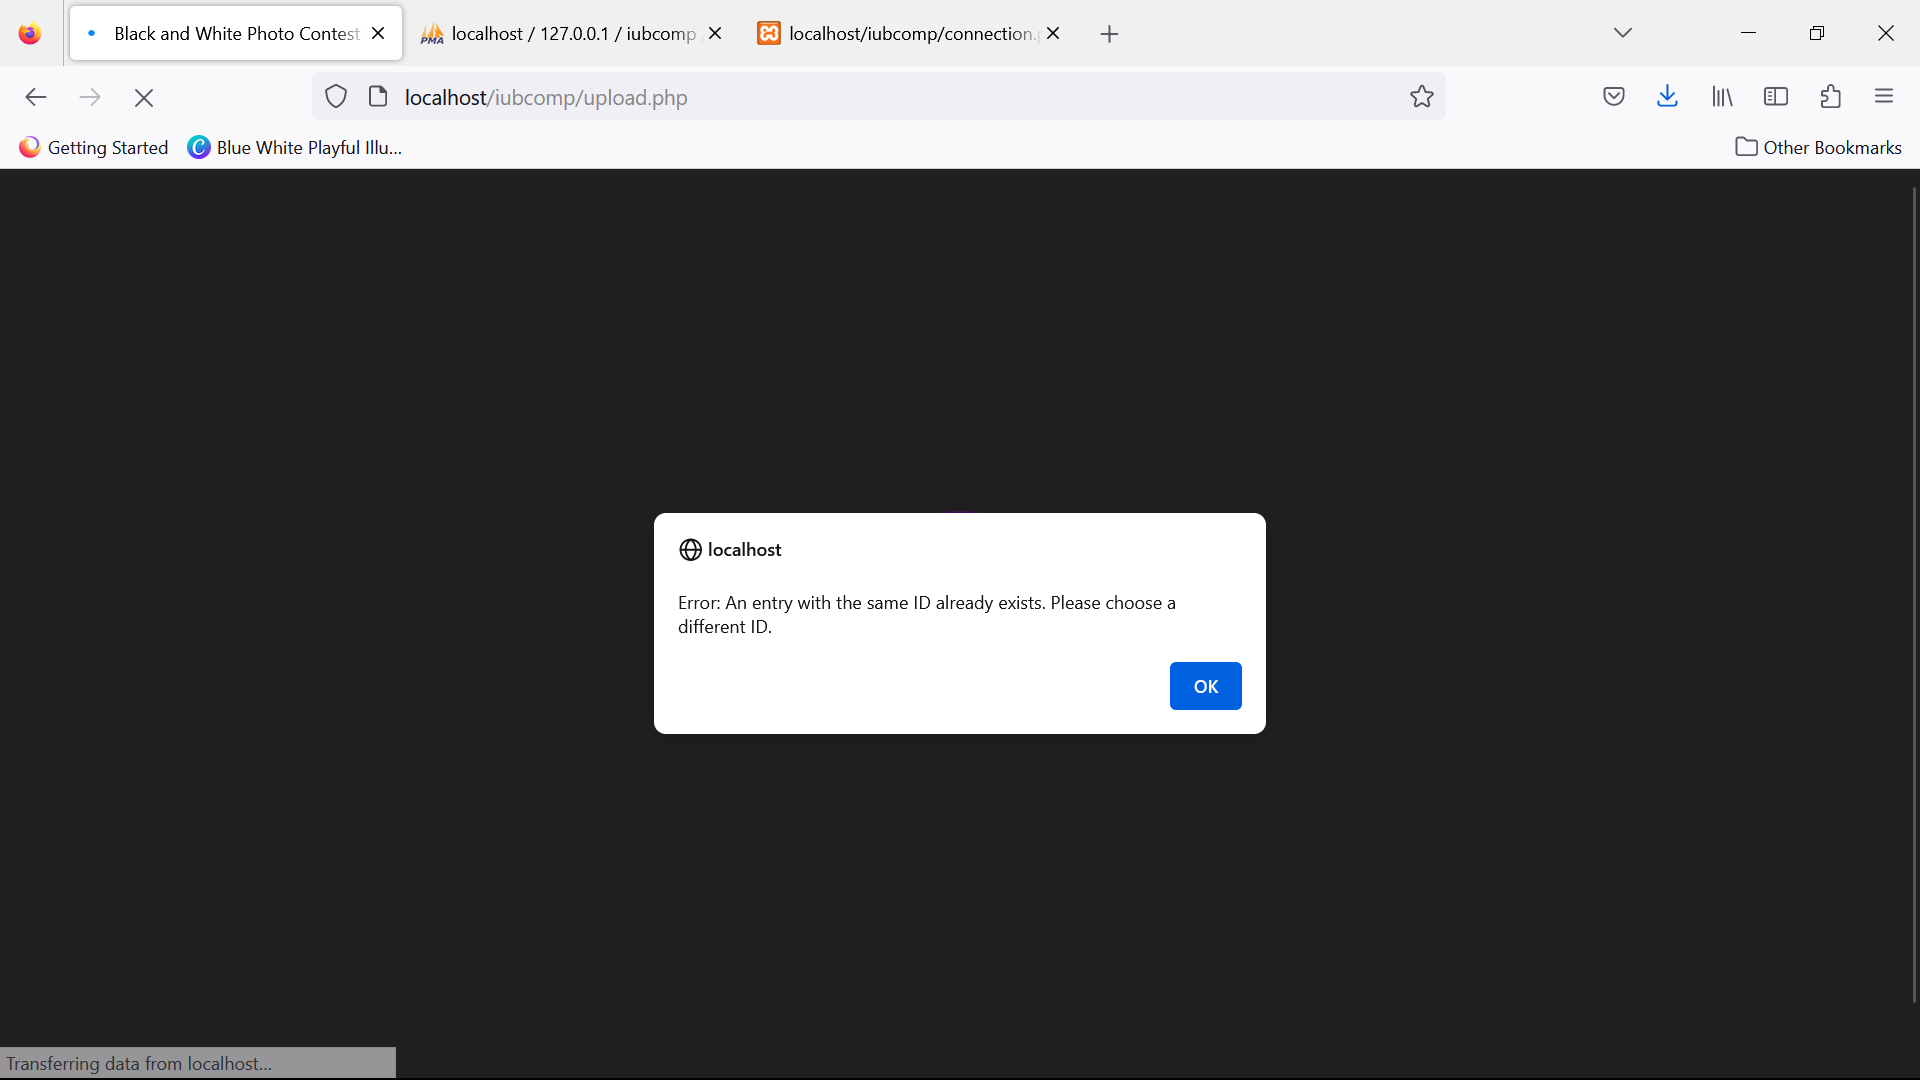 Black and White Photo Contest
localhost / 127.0.0.1 / iubcomp
localhost/iubcomp/connection.
localhost/iubcomp/upload.php
Getting Started
Blue White Playful Illu...
Other Bookmarks
localhost
Error: An entry with the same ID already exists. Please choose a
different ID.
OK
Transferring data from localhost...